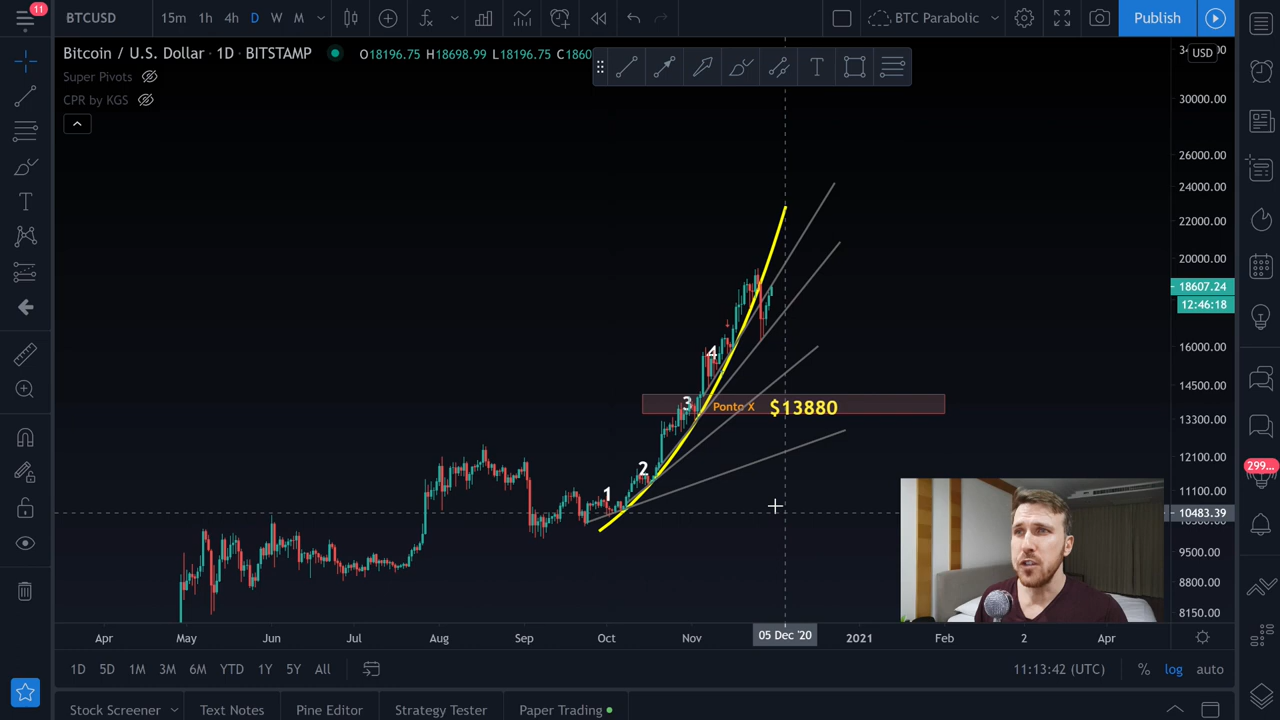 11
BTCUSD
15m 1h 4h D W M
BTC Parabolic
Publish
Bitcoin / U.S. Dollar · 1D · BITSTAMP
O18196.75 H18698.99 L18196.75 C1860
Super Pivots
CPR by KGS
USD
30000.00
26000.00
24000.00
22000.00
20000.00
18607.24
12:46:18
16000.00
14500.00
13300.00
12100.00
11100.00
10483.39
9500.00
8800.00
8150.00
4
3
Ponto X $13880
2
1
299...
Apr May Jun Jul Aug Sep Oct Nov 05 Dec '20 2021 Feb 2 Apr
1D 5D 1M 3M 6M YTD 1Y 5Y All
11:13:42 (UTC) % log auto
Stock Screener Text Notes Pine Editor Strategy Tester Paper Trading